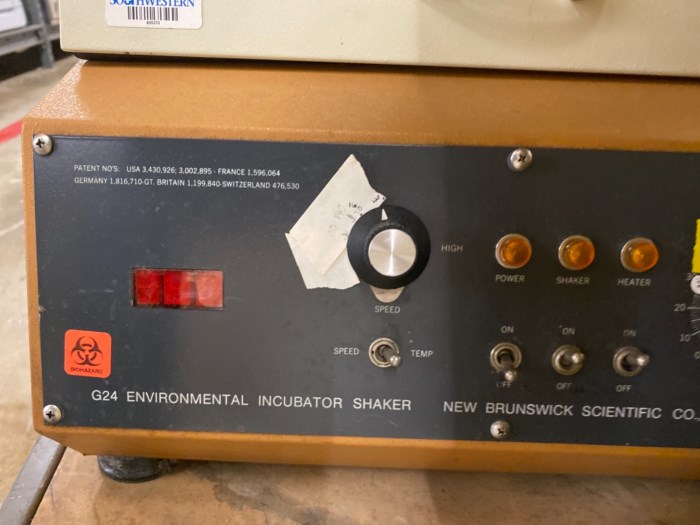 SOUTHWESTERN
PATENT NO'S: USA 3,430,926; 3,002,895 - FRANCE 1,596,064
GERMANY 1,816,710-GT. BRITAIN 1,199,840-SWITZERLAND 476,530
HIGH
SPEED
POWER
SHAKER
HEATER
30
20
10
SPEED
TEMP
ON
ON
ON
OFF
OFF
OFF
BIOHAZARD
G24 ENVIRONMENTAL INCUBATOR SHAKER
NEW BRUNSWICK SCIENTIFIC CO.,